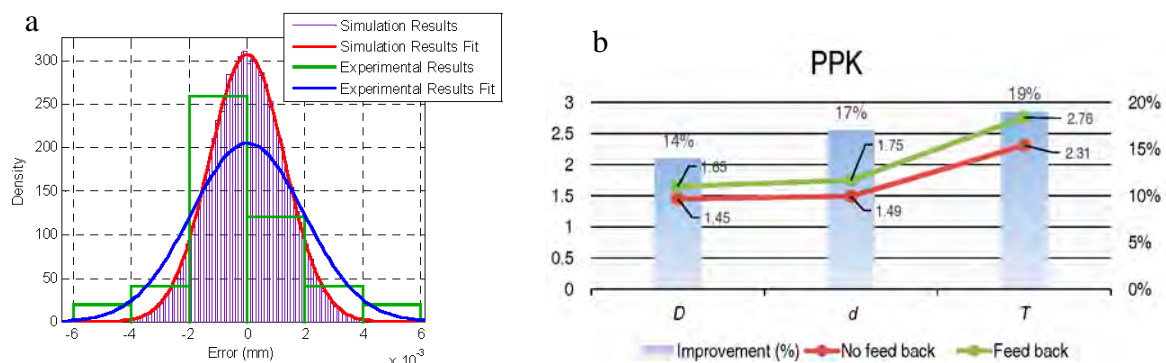 a
Simulation Results
Simulation Results Fit
Experimental Results
Experimental Results Fit
300
250
200
150
100
50
0
Density
-6 -4 -2 0 2 4 6
Error (mm)
x 10⁻³
b
PPK
3
2.5
2
1.5
1
0.5
0
20%
15%
10%
5%
0%
14%
17%
19%
1.65
1.75
2.76
1.45
1.49
2.31
D d T
Improvement (%) No feed back Feed back